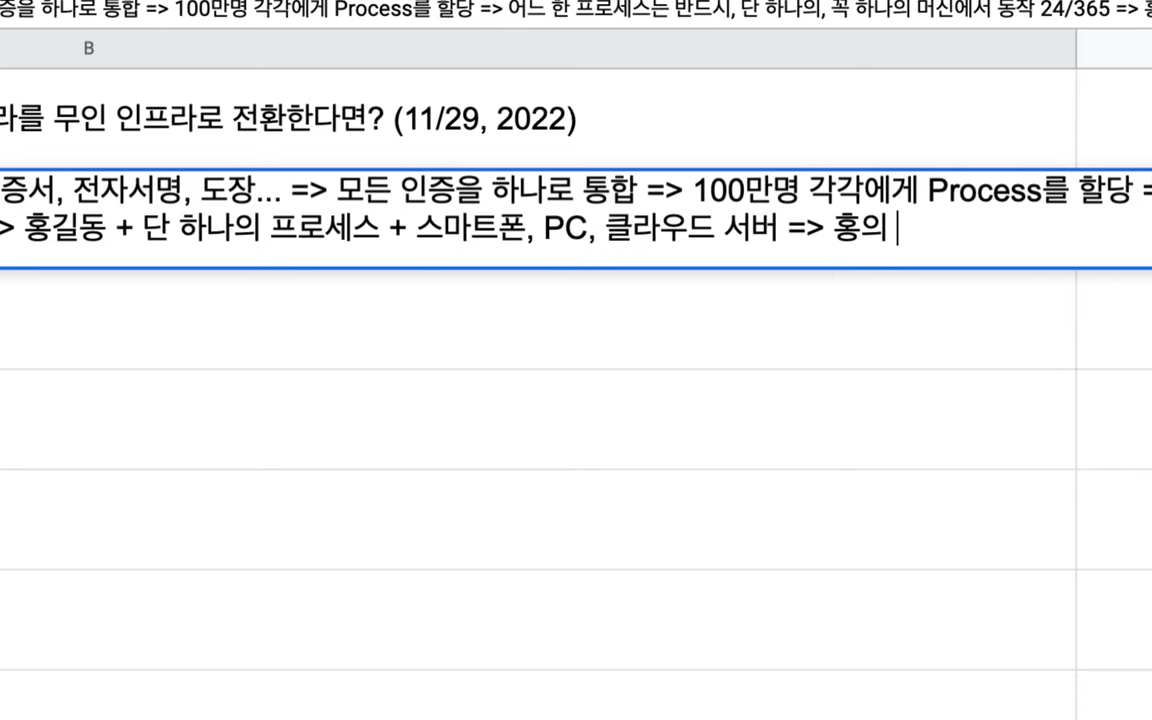 증을 하나로 통합 => 100만명 각각에게 Process를 할당 => 어느 한 프로세스는 반드시, 단 하나의, 꼭 하나의 머신에서 동작 24/365 =>
B
라를 무인 인프라로 전환한다면? (11/29, 2022)
증서, 전자서명, 도장... => 모든 인증을 하나로 통합 => 100만명 각각에게 Process를 할당 =
> 홍길동 + 단 하나의 프로세스 + 스마트폰, PC, 클라우드 서버 => 홍의